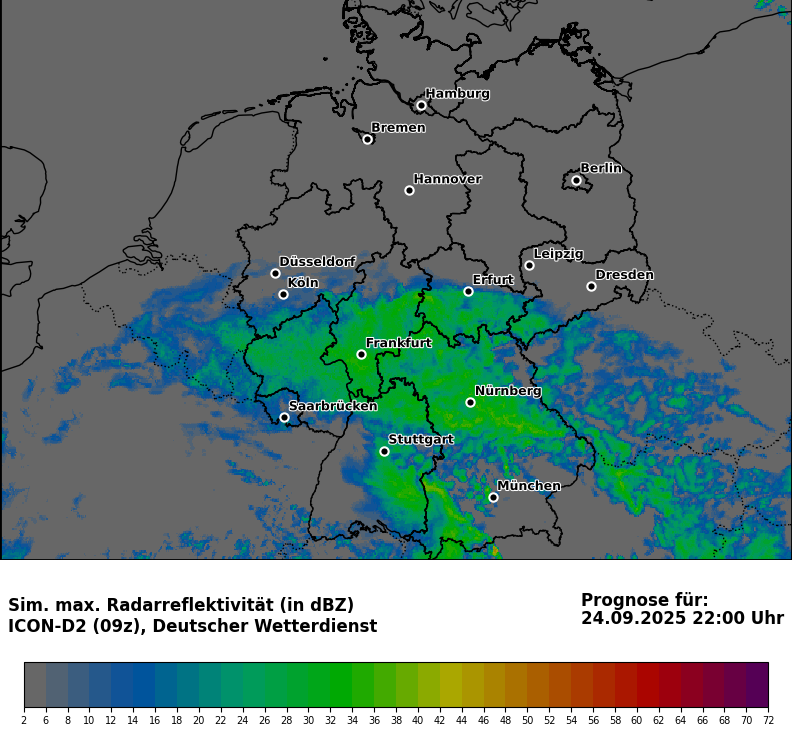 Hamburg
Bremen
Berlin
Hannover
Leipzig
Düsseldorf
Dresden
Köln
Erfurt
Frankfurt
Nürnberg
Saarbrücken
Stuttgart
München
Sim. max. Radarreflektivität (in dBZ)
ICON-D2 (09z), Deutscher Wetterdienst
Prognose für:
24.09.2025 22:00 Uhr
2 6 8 10 12 14 16 18 20 22 24 26 28 30 32 34 36 38 40 42 44 46 48 50 52 54 56 58 60 62 64 66 68 70 72